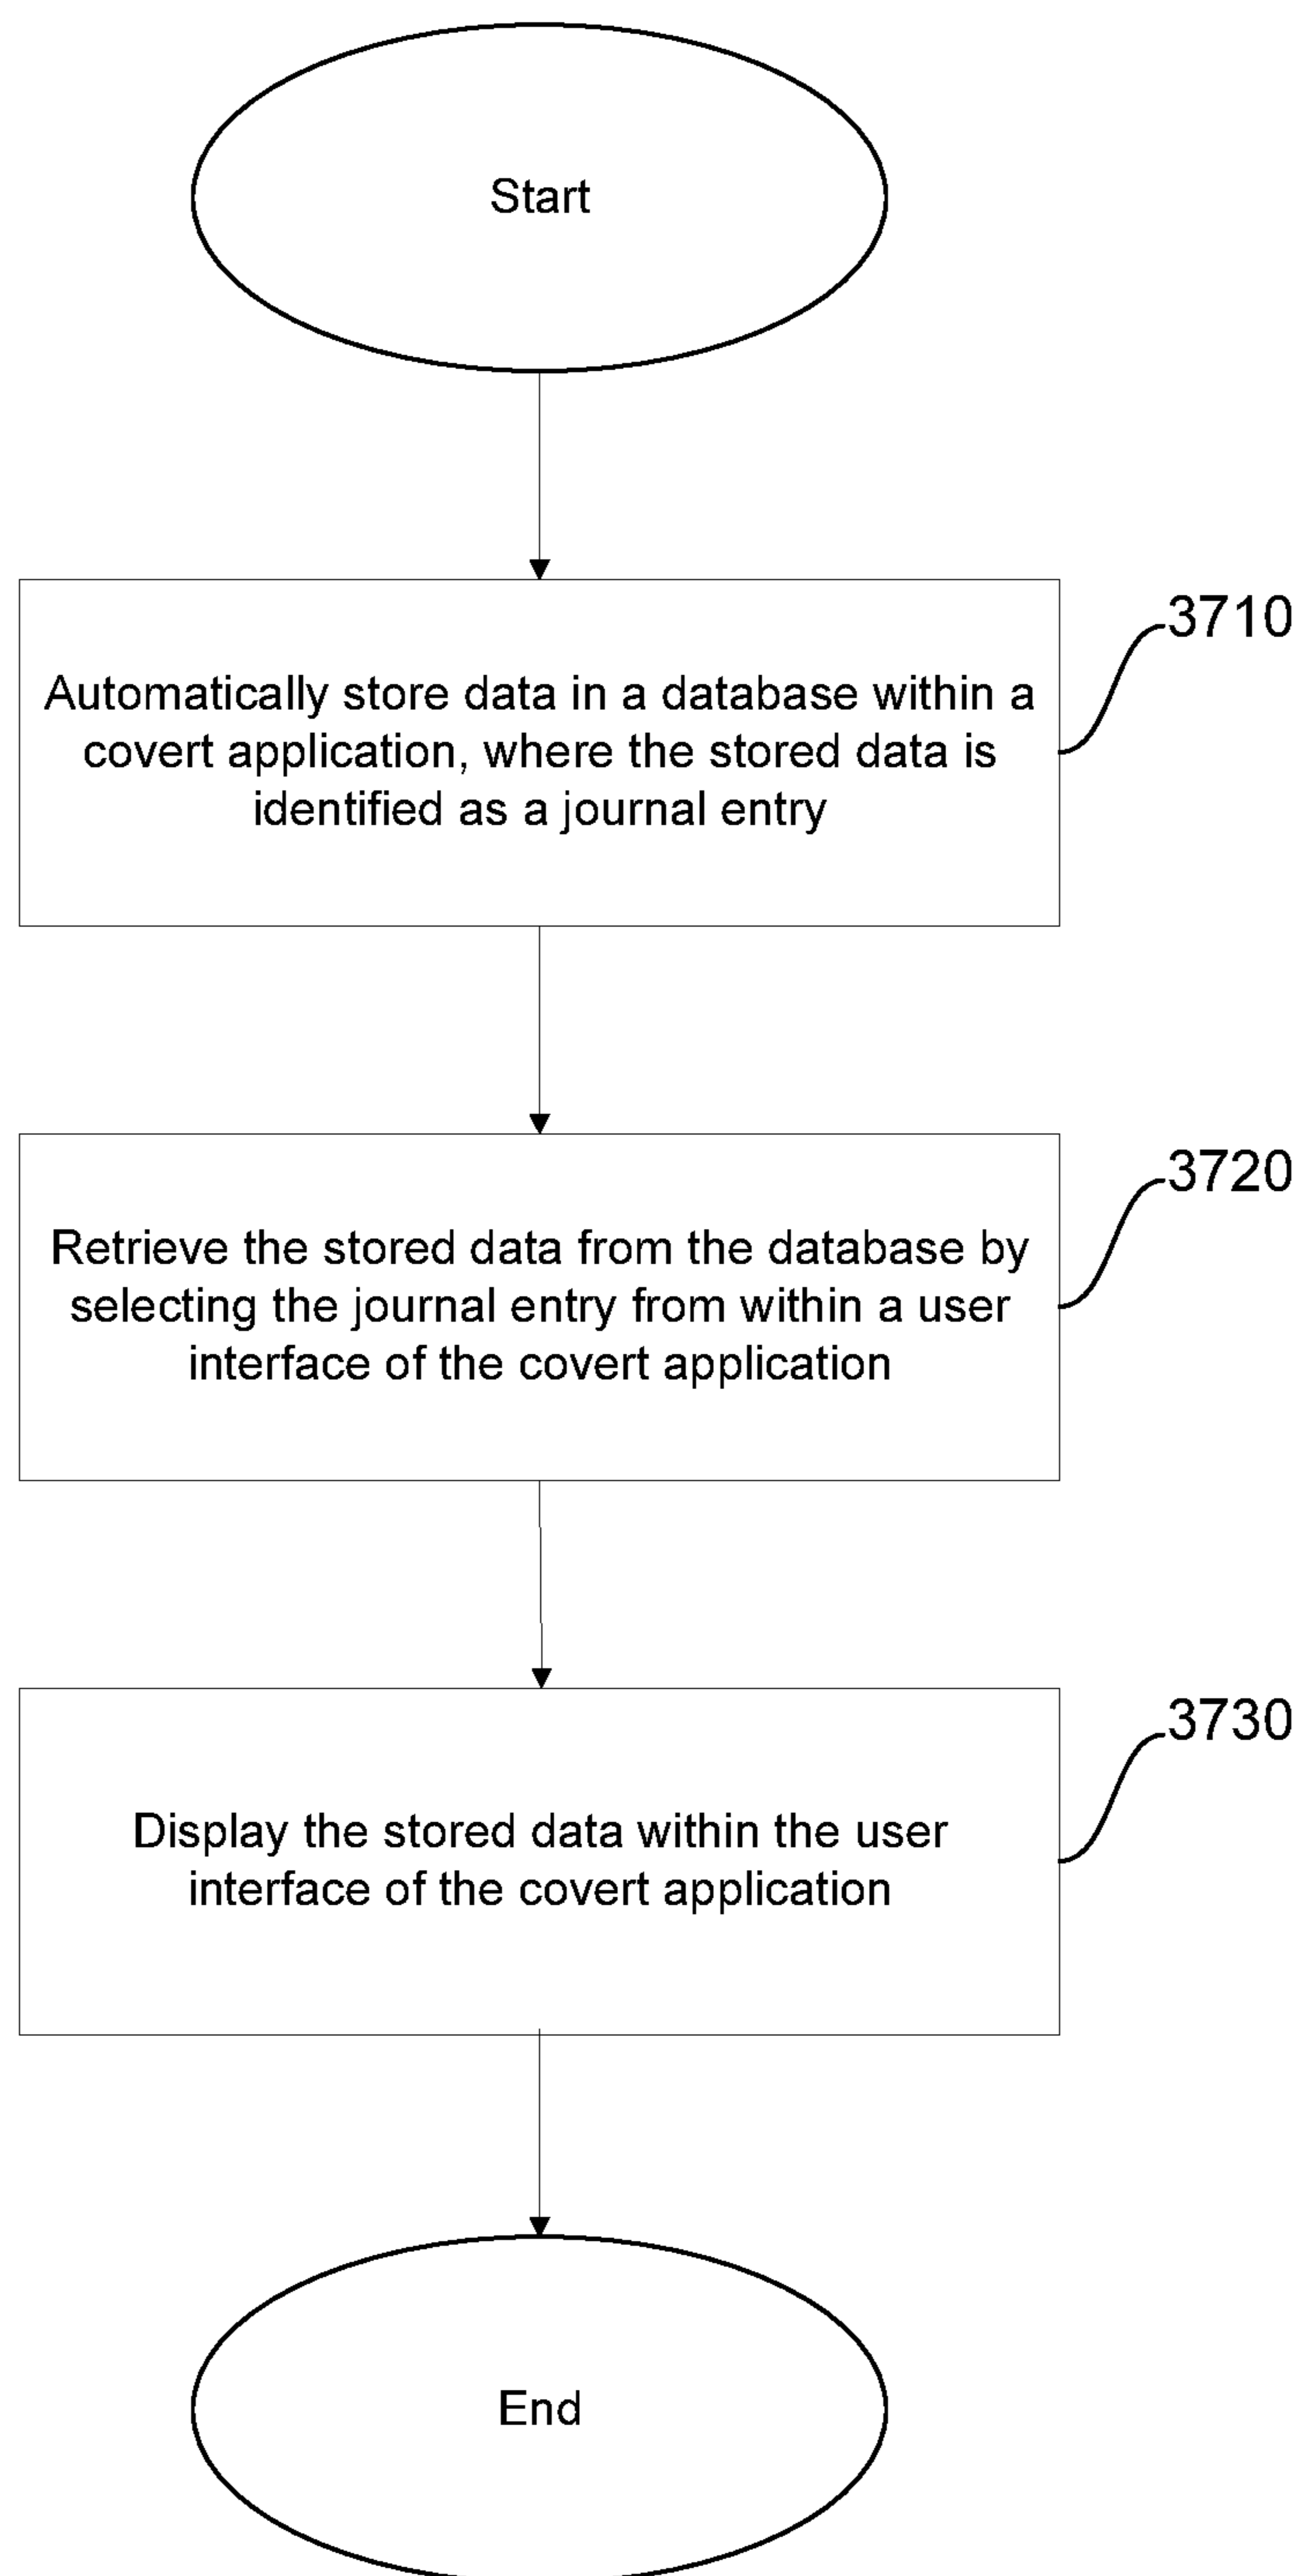 Start
3710
Automatically store data in a database within a
covert application, where the stored data is
identified as a journal entry
3720
Retrieve the stored data from the database by
selecting the journal entry from within a user
interface of the covert application
3730
Display the stored data within the user
interface of the covert application
End